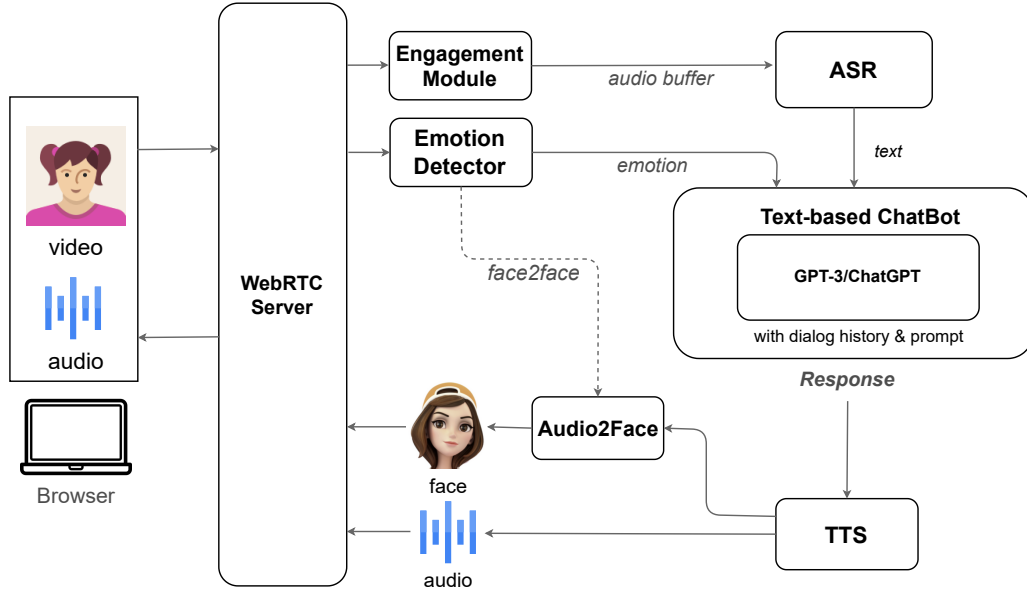 video
audio
Browser
WebRTC
Server
Engagement
Module
audio buffer
ASR
Emotion
Detector
emotion
text
face2face
Text-based ChatBot
GPT-3/ChatGPT
with dialog history & prompt
Response
Audio2Face
face
TTS
audio